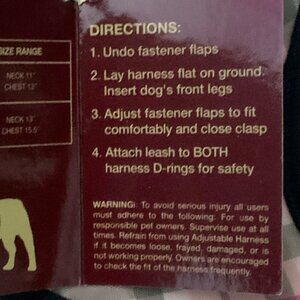 SIZE RANGE
NECK 11"
CHEST 12"
NECK 13"
CHEST 15.5"
DIRECTIONS:
1. Undo fastener flaps
2. Lay harness flat on ground.
Insert dog's front legs
3. Adjust fastener flaps to fit
comfortably and close clasp
4. Attach leash to BOTH
harness D-rings for safety
WARNING: To avoid serious injury all users
must adhere to the following: For use by
responsible pet owners. Supervise use at all
times. Refrain from using Adjustable Harness
if it becomes loose, frayed, damaged, or is
not working properly. Owners are encouraged
to check the fit of the harness frequently.